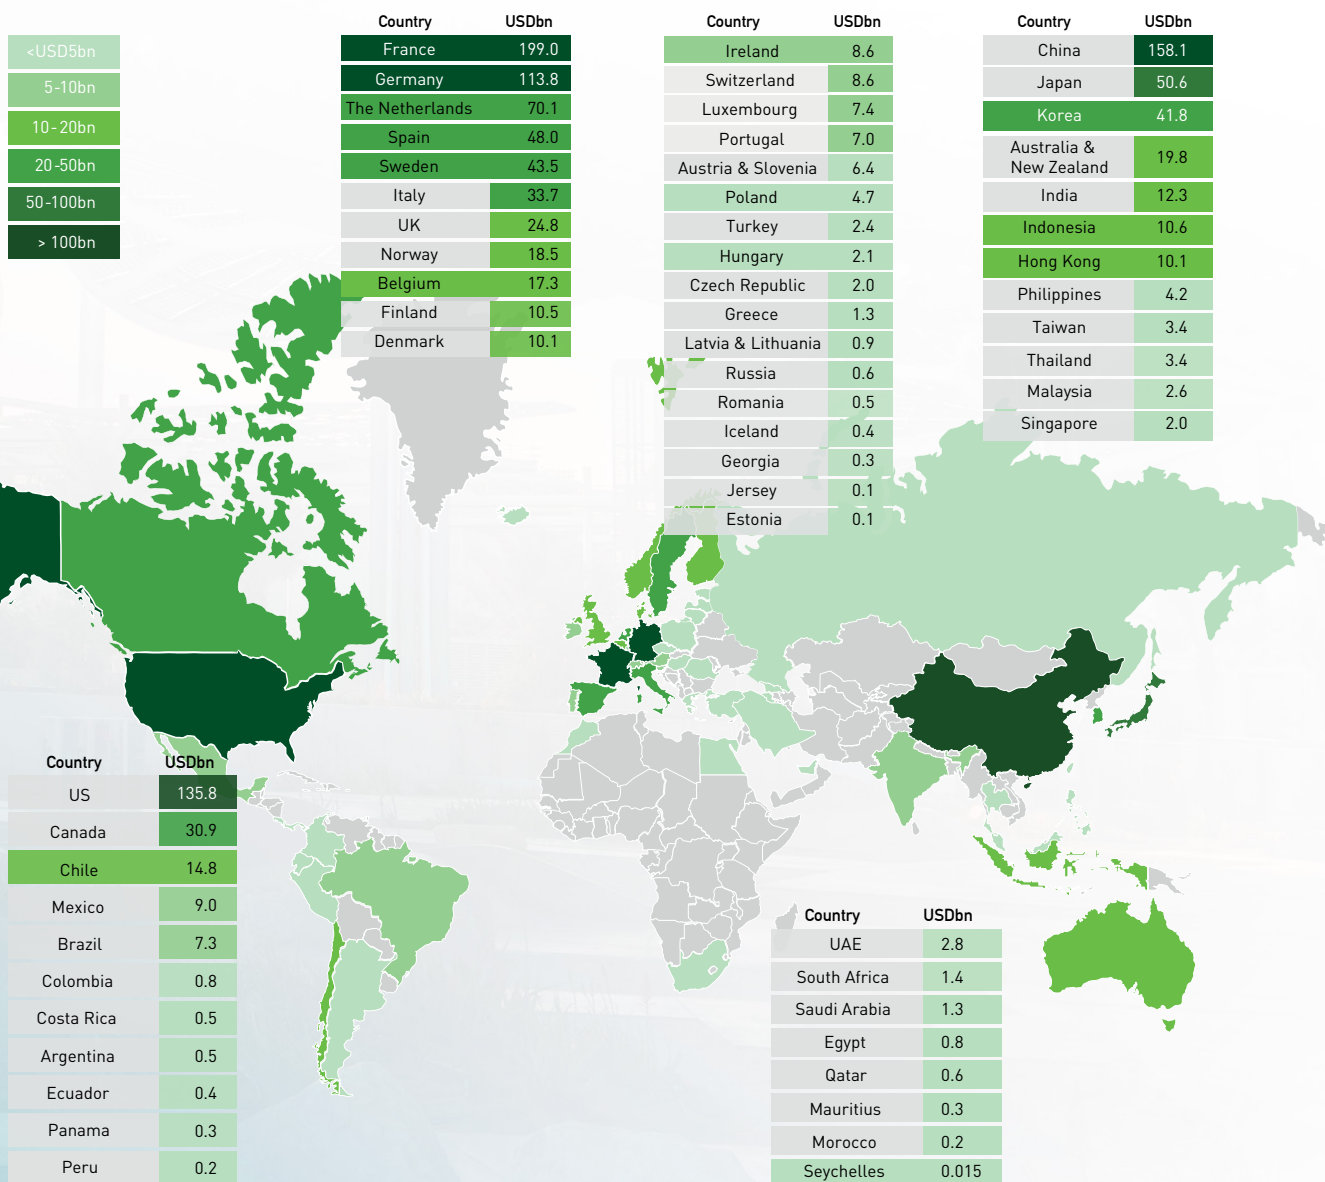 <USD5bn
5-10bn
10-20bn
20-50bn
50-100bn
> 100bn
Country USDbn
France 199.0
Germany 113.8
The Netherlands 70.1
Spain 48.0
Sweden 43.5
Italy 33.7
UK 24.8
Norway 18.5
Belgium 17.3
Finland 10.5
Denmark 10.1
Country USDbn
Ireland 8.6
Switzerland 8.6
Luxembourg 7.4
Portugal 7.0
Austria & Slovenia 6.4
Poland 4.7
Turkey 2.4
Hungary 2.1
Czech Republic 2.0
Greece 1.3
Latvia & Lithuania 0.9
Russia 0.6
Romania 0.5
Iceland 0.4
Georgia 0.3
Jersey 0.1
Estonia 0.1
Country USDbn
China 158.1
Japan 50.6
Korea 41.8
Australia &
New Zealand 19.8
India 12.3
Indonesia 10.6
Hong Kong 10.1
Philippines 4.2
Taiwan 3.4
Thailand 3.4
Malaysia 2.6
Singapore 2.0
Country USDbn
US 135.8
Canada 30.9
Chile 14.8
Mexico 9.0
Brazil 7.3
Colombia 0.8
Costa Rica 0.5
Argentina 0.5
Ecuador 0.4
Panama 0.3
Peru 0.2
Country USDbn
UAE 2.8
South Africa 1.4
Saudi Arabia 1.3
Egypt 0.8
Qatar 0.6
Mauritius 0.3
Morocco 0.2
Seychelles 0.015